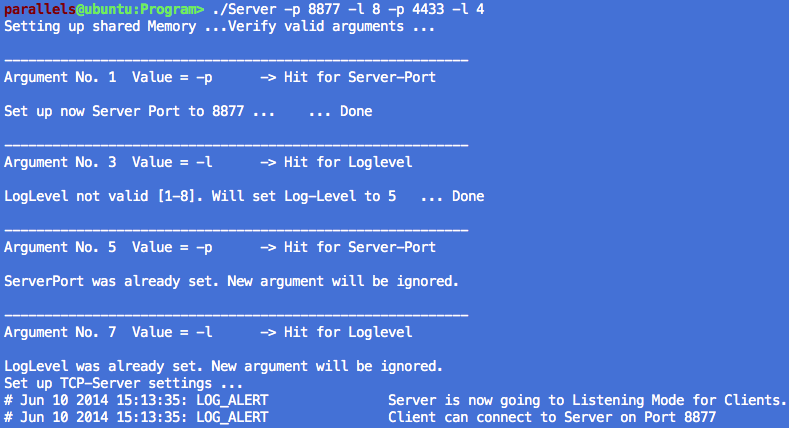 parallels@ubuntu:Program> ./Server -p 8877 -l 8 -p 4433 -l 4
Setting up shared Memory ...Verify valid arguments ...
__________________________________________________________
Argument No. 1  Value = -p      -> Hit for Server-Port
Set up now Server Port to 8877 ...    ... Done
__________________________________________________________
Argument No. 3  Value = -l      -> Hit for Loglevel
LogLevel not valid [1-8]. Will set Log-Level to 5   ... Done
__________________________________________________________
Argument No. 5  Value = -p      -> Hit for Server-Port
ServerPort was already set. New argument will be ignored.
__________________________________________________________
Argument No. 7  Value = -l      -> Hit for Loglevel
LogLevel was already set. New argument will be ignored.
Set up TCP-Server settings ...
# Jun 10 2014 15:13:35: LOG_ALERT               Server is now going to Listening Mode for Clients.
# Jun 10 2014 15:13:35: LOG_ALERT               Client can connect to Server on Port 8877